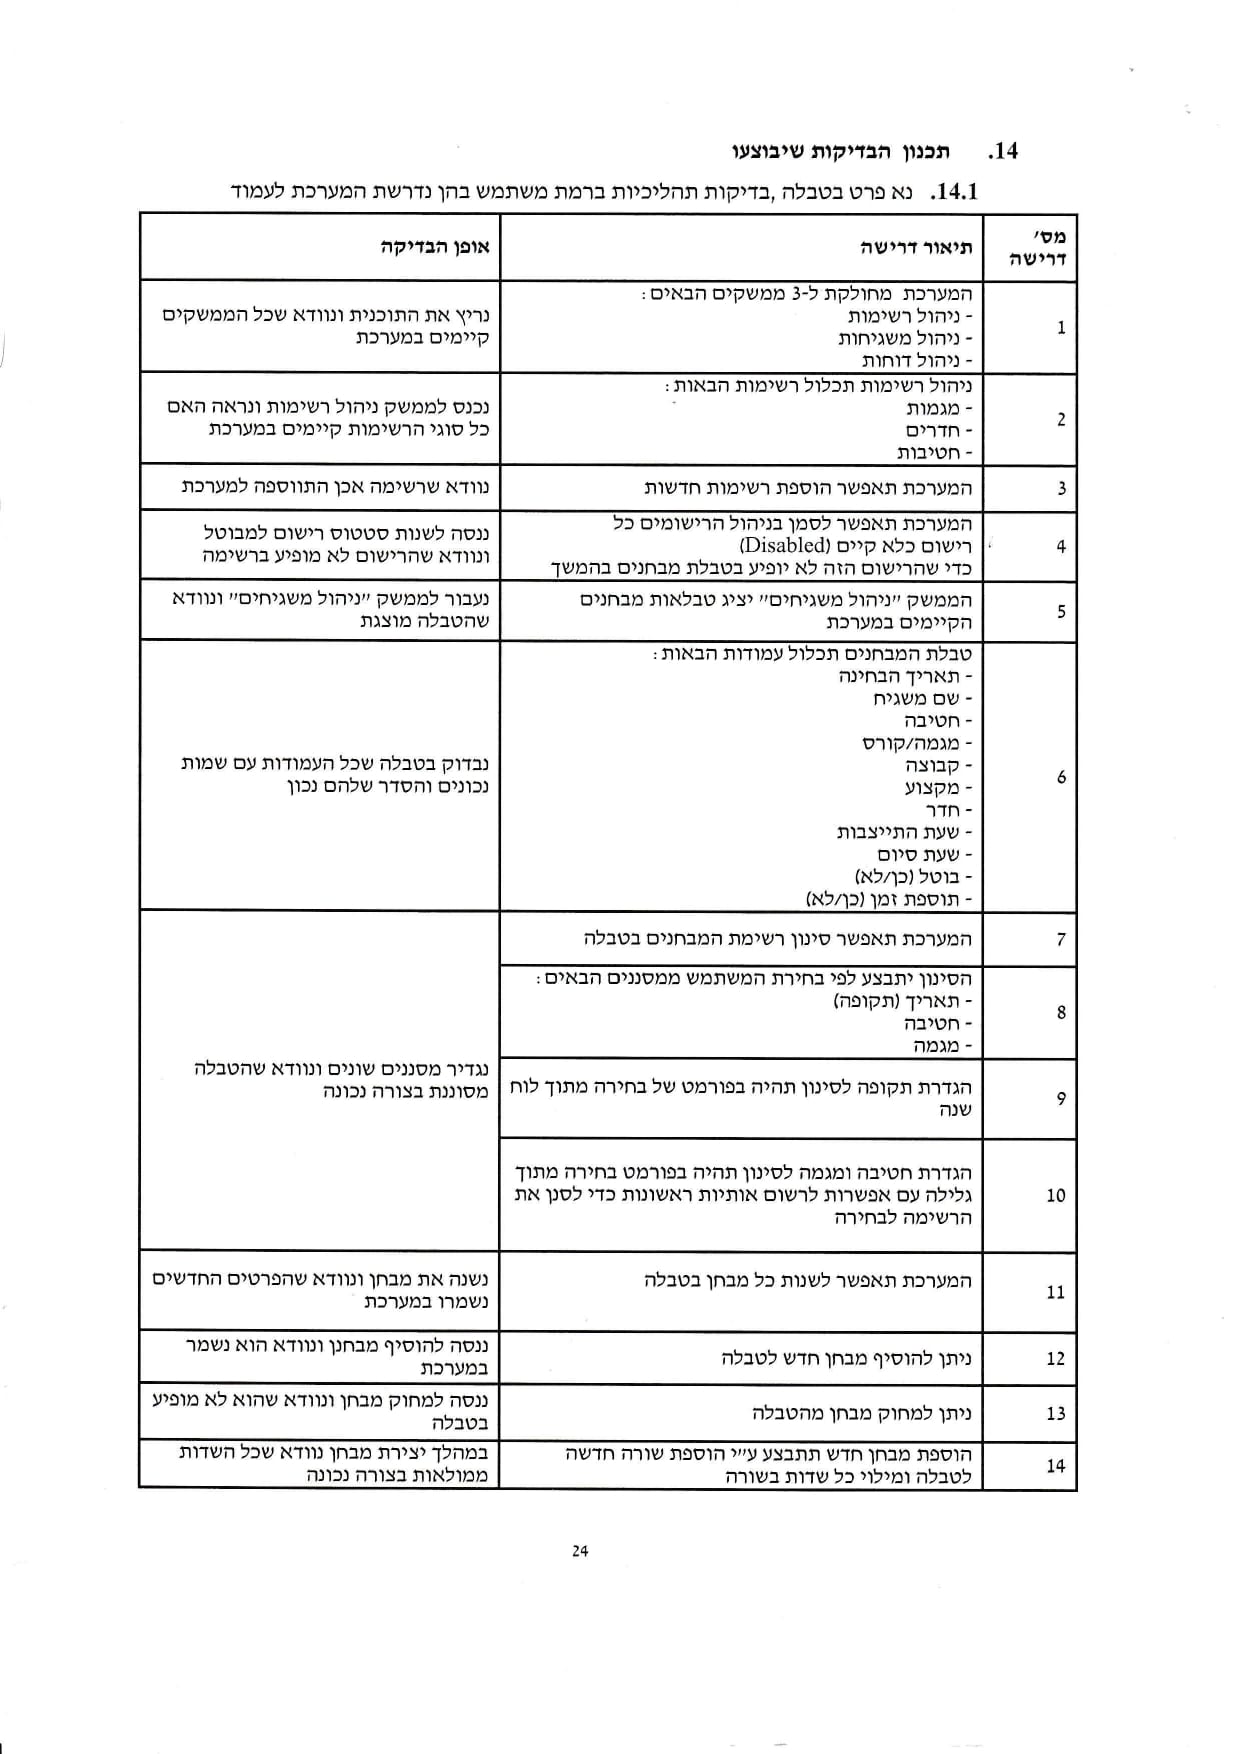 14. תכנון הבדיקות שיבוצעו
14.1. נא פרט בטבלה ,בדיקות תהליכיות ברמת משתמש בהן נדרשת המערכת לעמוד
מס׳
דרישה
תיאור דרישה
אופן הבדיקה
1
המערכת מחולקת ל-3 ממשקים הבאים:
- ניהול רשימות
- ניהול משגיחות
- ניהול דוחות
נריץ את התוכנית ונוודא שכל הממשקים
קיימים במערכת
2
ניהול רשימות תכלול רשימות הבאות:
- מגמות
- חדרים
- חטיבות
נכנס לממשק ניהול רשימות ונראה האם
כל סוגי הרשימות קיימים במערכת
3
המערכת תאפשר הוספת רשימות חדשות
נוודא שרשימה אכן התווספה למערכת
4
המערכת תאפשר לסמן בניהול הרישומים כל
רישום כלא קיים (Disabled)
כדי שהרישום הזה לא יופיע בטבלת מבחנים בהמשך
ננסה לשנות סטטוס רישום למבוטל
ונוודא שהרישום לא מופיע ברשימה
5
הממשק ״ניהול משגיחים״ יציג טבלאות מבחנים
הקיימים במערכת
נעבור לממשק ״ניהול משגיחים״ ונוודא
שהטבלה מוצגת
6
טבלת המבחנים תכלול עמודות הבאות:
- תאריך הבחינה
- שם משגיח
- חטיבה
- מגמה/קורס
- קבוצה
- מקצוע
- חדר
- שעת התייצבות
- שעת סיום
- בוטל (כן/לא)
- תוספת זמן (כן/לא)
נבדוק בטבלה שכל העמודות עם שמות
נכונים והסדר שלהם נכון
7
המערכת תאפשר סינון רשימת המבחנים בטבלה
8
הסינון יתבצע לפי בחירת המשתמש ממסננים הבאים:
- תאריך (תקופה)
- חטיבה
- מגמה
9
הגדרת תקופה לסינון תהיה בפורמט של בחירה מתוך לוח
שנה
10
הגדרת חטיבה ומגמה לסינון תהיה בפורמט בחירה מתוך
גלילה עם אפשרות לרשום אותיות ראשונות כדי לסנן את
הרשימה לבחירה
נגדיר מסננים שונים ונוודא שהטבלה
מסוננת בצורה נכונה
11
המערכת תאפשר לשנות כל מבחן בטבלה
נשנה את מבחן ונוודא שהפרטים החדשים
נשמרו במערכת
12
ניתן להוסיף מבחן חדש לטבלה
ננסה להוסיף מבחנן ונוודא הוא נשמר
במערכת
13
ניתן למחוק מבחן מהטבלה
ננסה למחוק מבחן ונוודא שהוא לא מופיע
בטבלה
14
הוספת מבחן חדש תתבצע ע״י הוספת שורה חדשה
לטבלה ומילוי כל שדות בשורה
במהלך יצירת מבחן נוודא שכל השדות
ממולאות בצורה נכונה
24